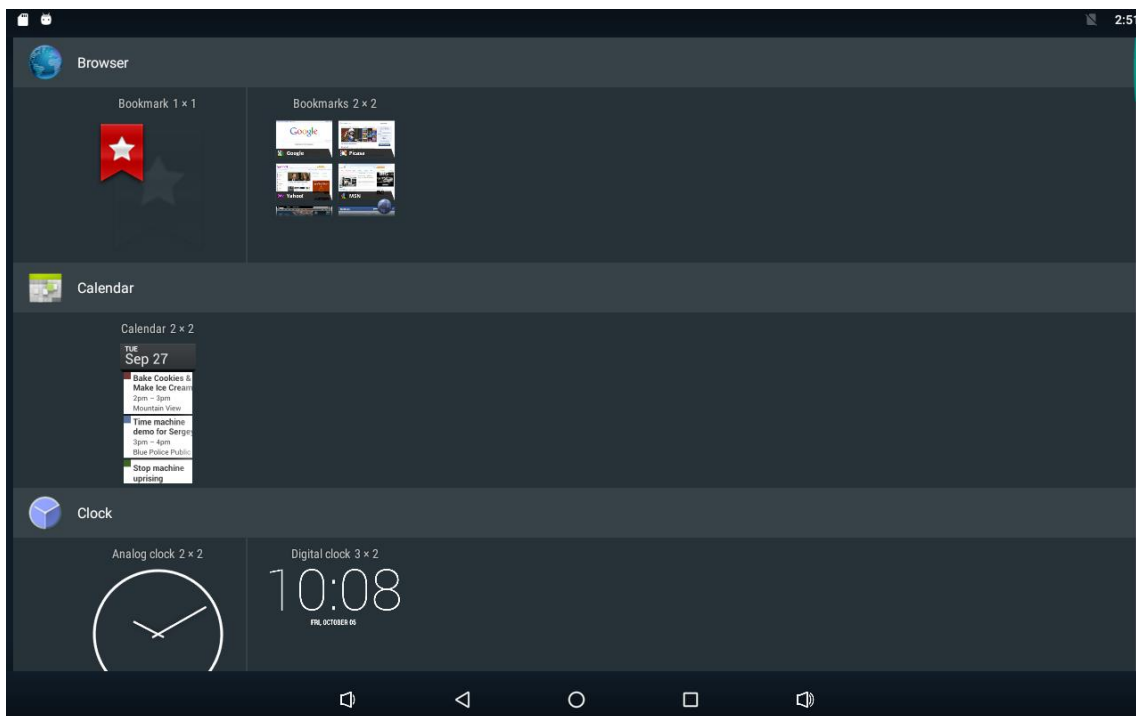 2:51
Browser
Bookmark 1 × 1
Bookmarks 2 × 2
Google
Google
Picasa
Yahoo!
MSN
Calendar
Calendar 2 × 2
TUE
Sep 27
Bake Cookies &
Make Ice Cream
2pm – 3pm
Mountain View
Time machine
demo for Sergey
3pm – 4pm
Blue Police Public
Stop machine
uprising
Clock
Analog clock 2 × 2
Digital clock 3 × 2
10:08
FRI, OCTOBER 05